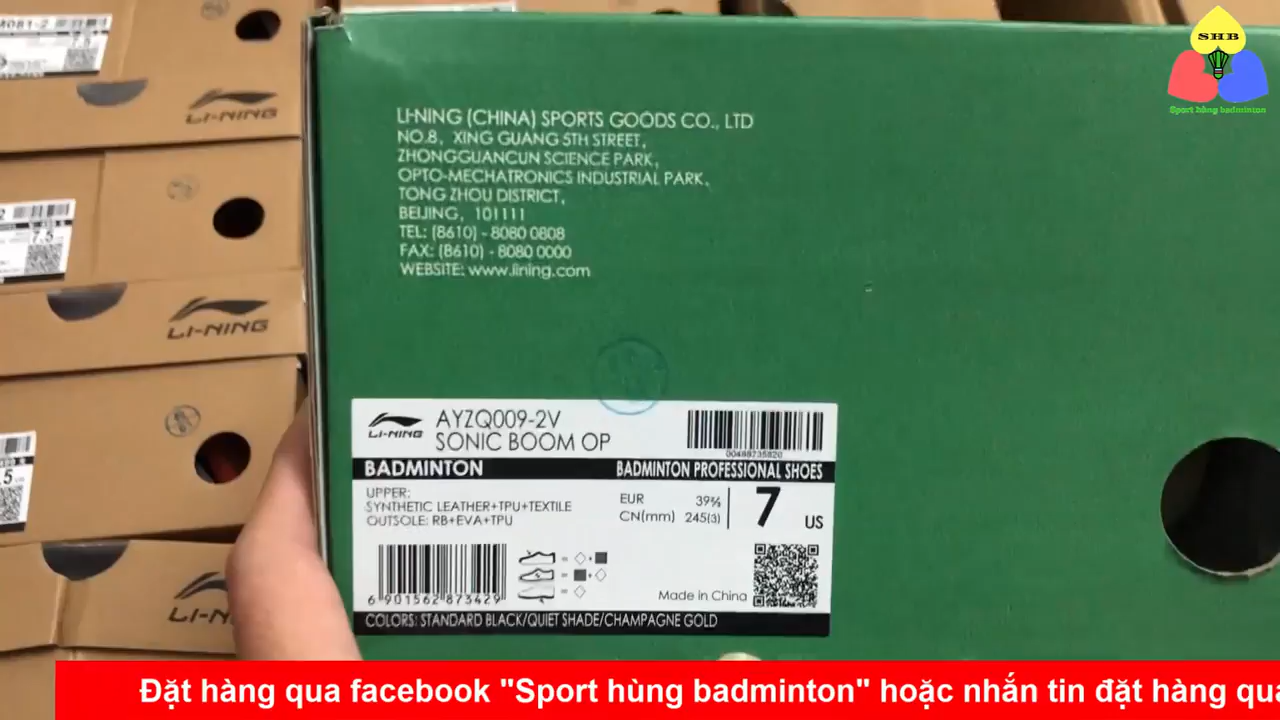 SHB
Sport hùng badminton
LI-NING
7.5
LI-NING
LI-NING (CHINA) SPORTS GOODS CO., LTD
NO.8, XING GUANG 5TH STREET,
ZHONGGUANCUN SCIENCE PARK,
OPTO-MECHATRONICS INDUSTRIAL PARK,
TONG ZHOU DISTRICT,
BEIJING, 101111
TEL: (8610) - 8080 0808
FAX: (8610) - 8080 0000
WEBSITE: www.lining.com
LI-NING
AYZQ009-2V
SONIC BOOM OP
00489735820
BADMINTON
BADMINTON PROFESSIONAL SHOES
UPPER:
SYNTHETIC LEATHER+TPU+TEXTILE
OUTSOLE: RB+EVA+TPU
EUR 39⅔
CN(mm) 245(3)
7 US
6 901562 873429
Made in China
COLORS: STANDARD BLACK/QUIET SHADE/CHAMPAGNE GOLD
Đặt hàng qua facebook "Sport hùng badminton" hoặc nhắn tin đặt hàng qua